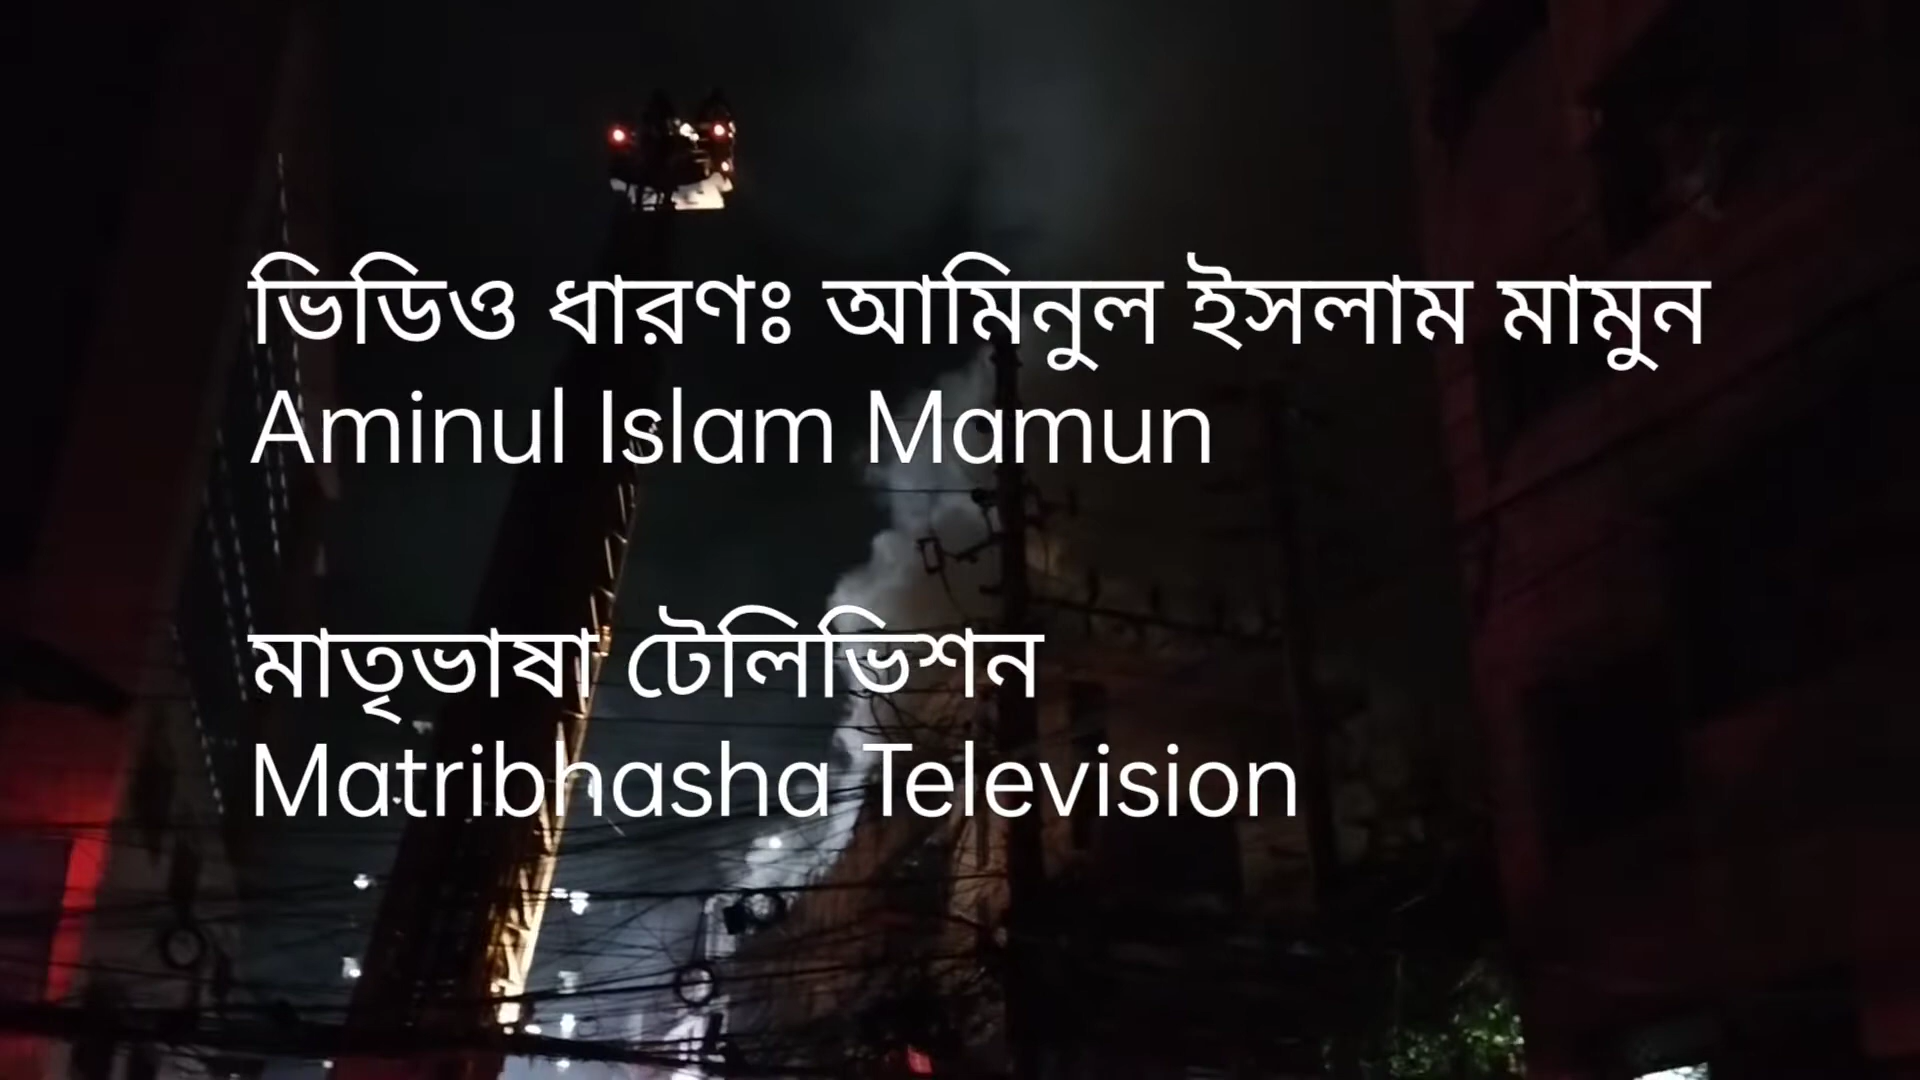 ভিডিও ধারণঃ আমিনুল ইসলাম মামুন
Aminul Islam Mamun
মাতৃভাষা টেলিভিশন
Matribhasha Television